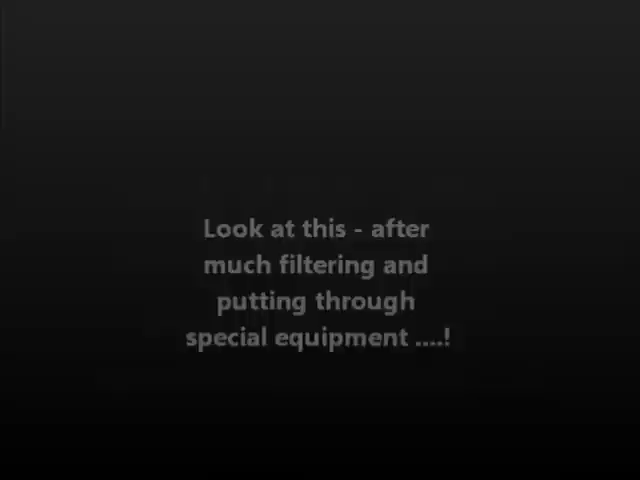 Look at this - after
much filtering and
putting through
special equipment ....!